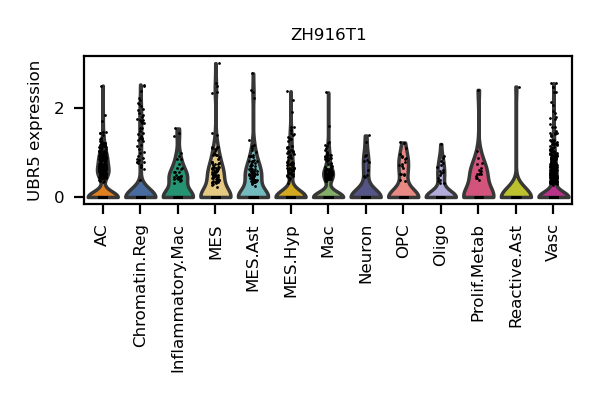 ZH916T1
UBR5 expression
2
0
AC
Chromatin.Reg
Inflammatory.Mac
MES
MES.Ast
MES.Hyp
Mac
Neuron
OPC
Oligo
Prolif.Metab
Reactive.Ast
Vasc